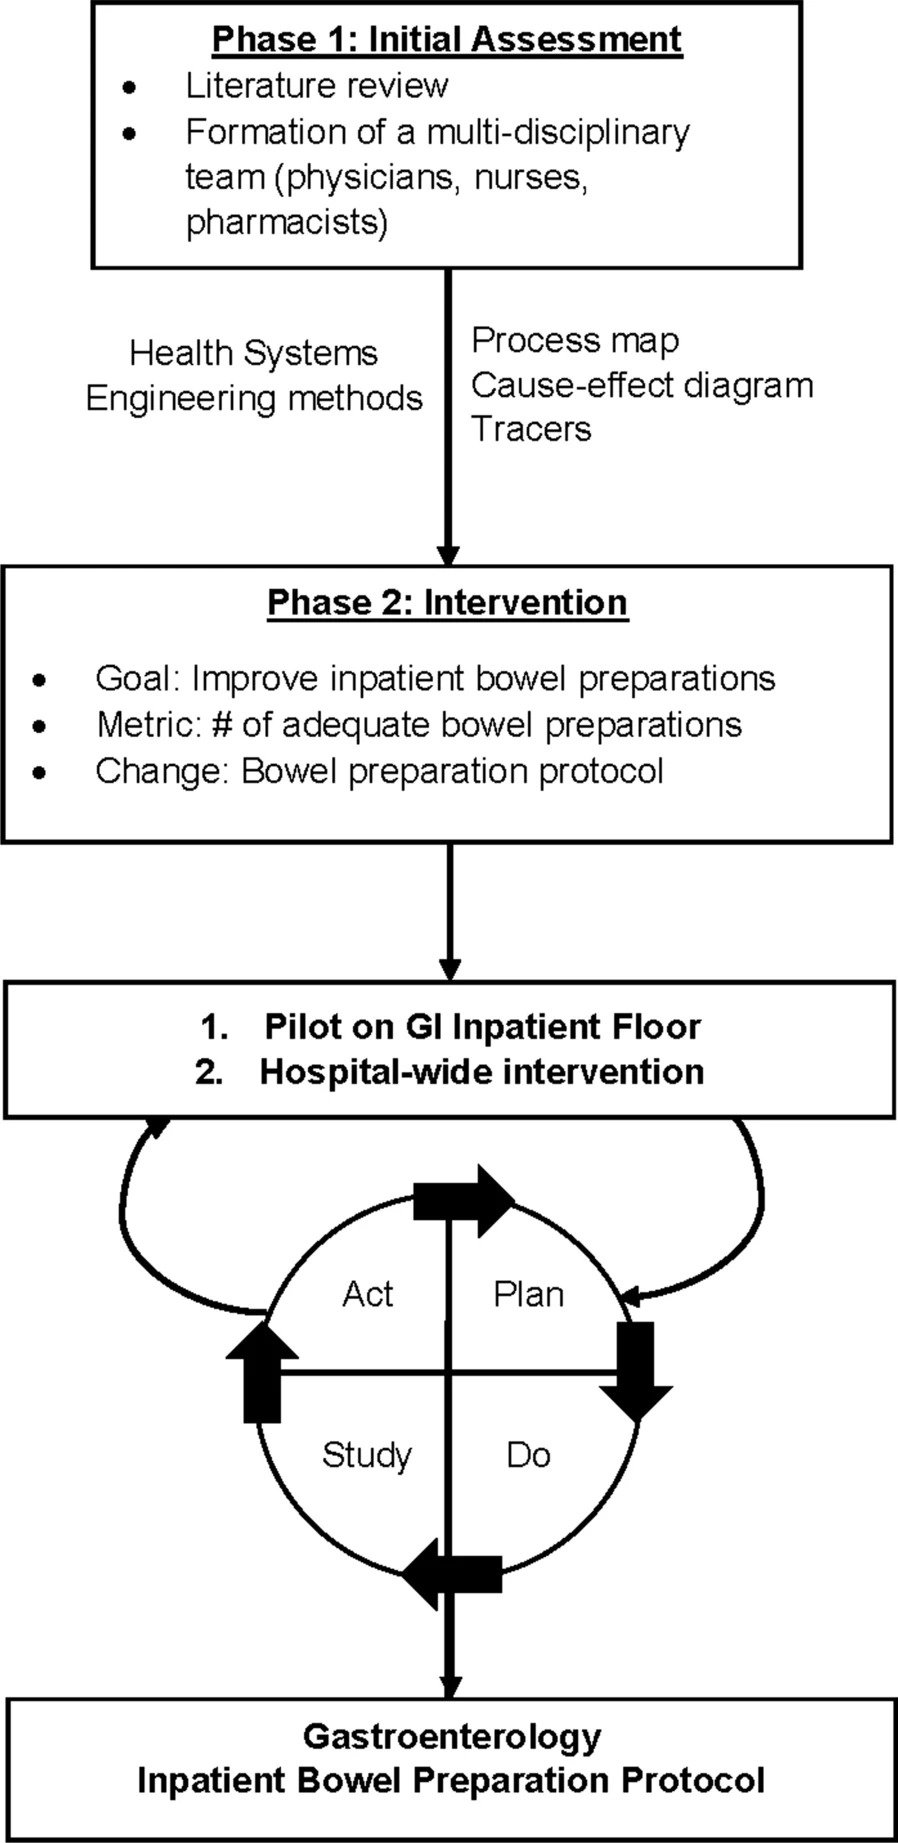 Phase 1: Initial Assessment
• Literature review
• Formation of a multi-disciplinary
team (physicians, nurses,
pharmacists)
Health Systems
Engineering methods
Process map
Cause-effect diagram
Tracers
Phase 2: Intervention
• Goal: Improve inpatient bowel preparations
• Metric: # of adequate bowel preparations
• Change: Bowel preparation protocol
1. Pilot on GI Inpatient Floor
2. Hospital-wide intervention
Act
Plan
Study
Do
Gastroenterology
Inpatient Bowel Preparation Protocol